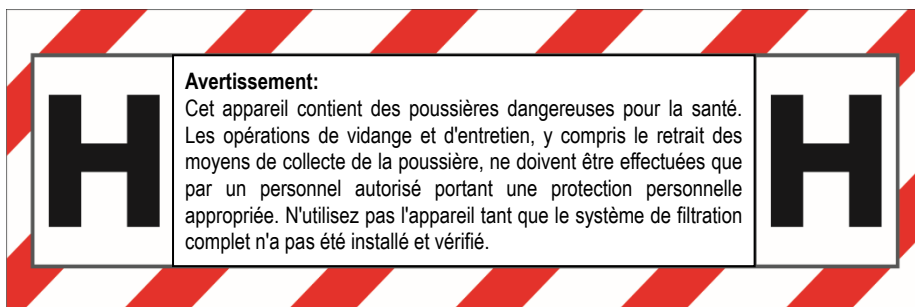 H
Avertissement:
Cet appareil contient des poussières dangereuses pour la santé.
Les opérations de vidange et d'entretien, y compris le retrait des
moyens de collecte de la poussière, ne doivent être effectuées que
par un personnel autorisé portant une protection personnelle
appropriée. N'utilisez pas l'appareil tant que le système de filtration
complet n'a pas été installé et vérifié.
H